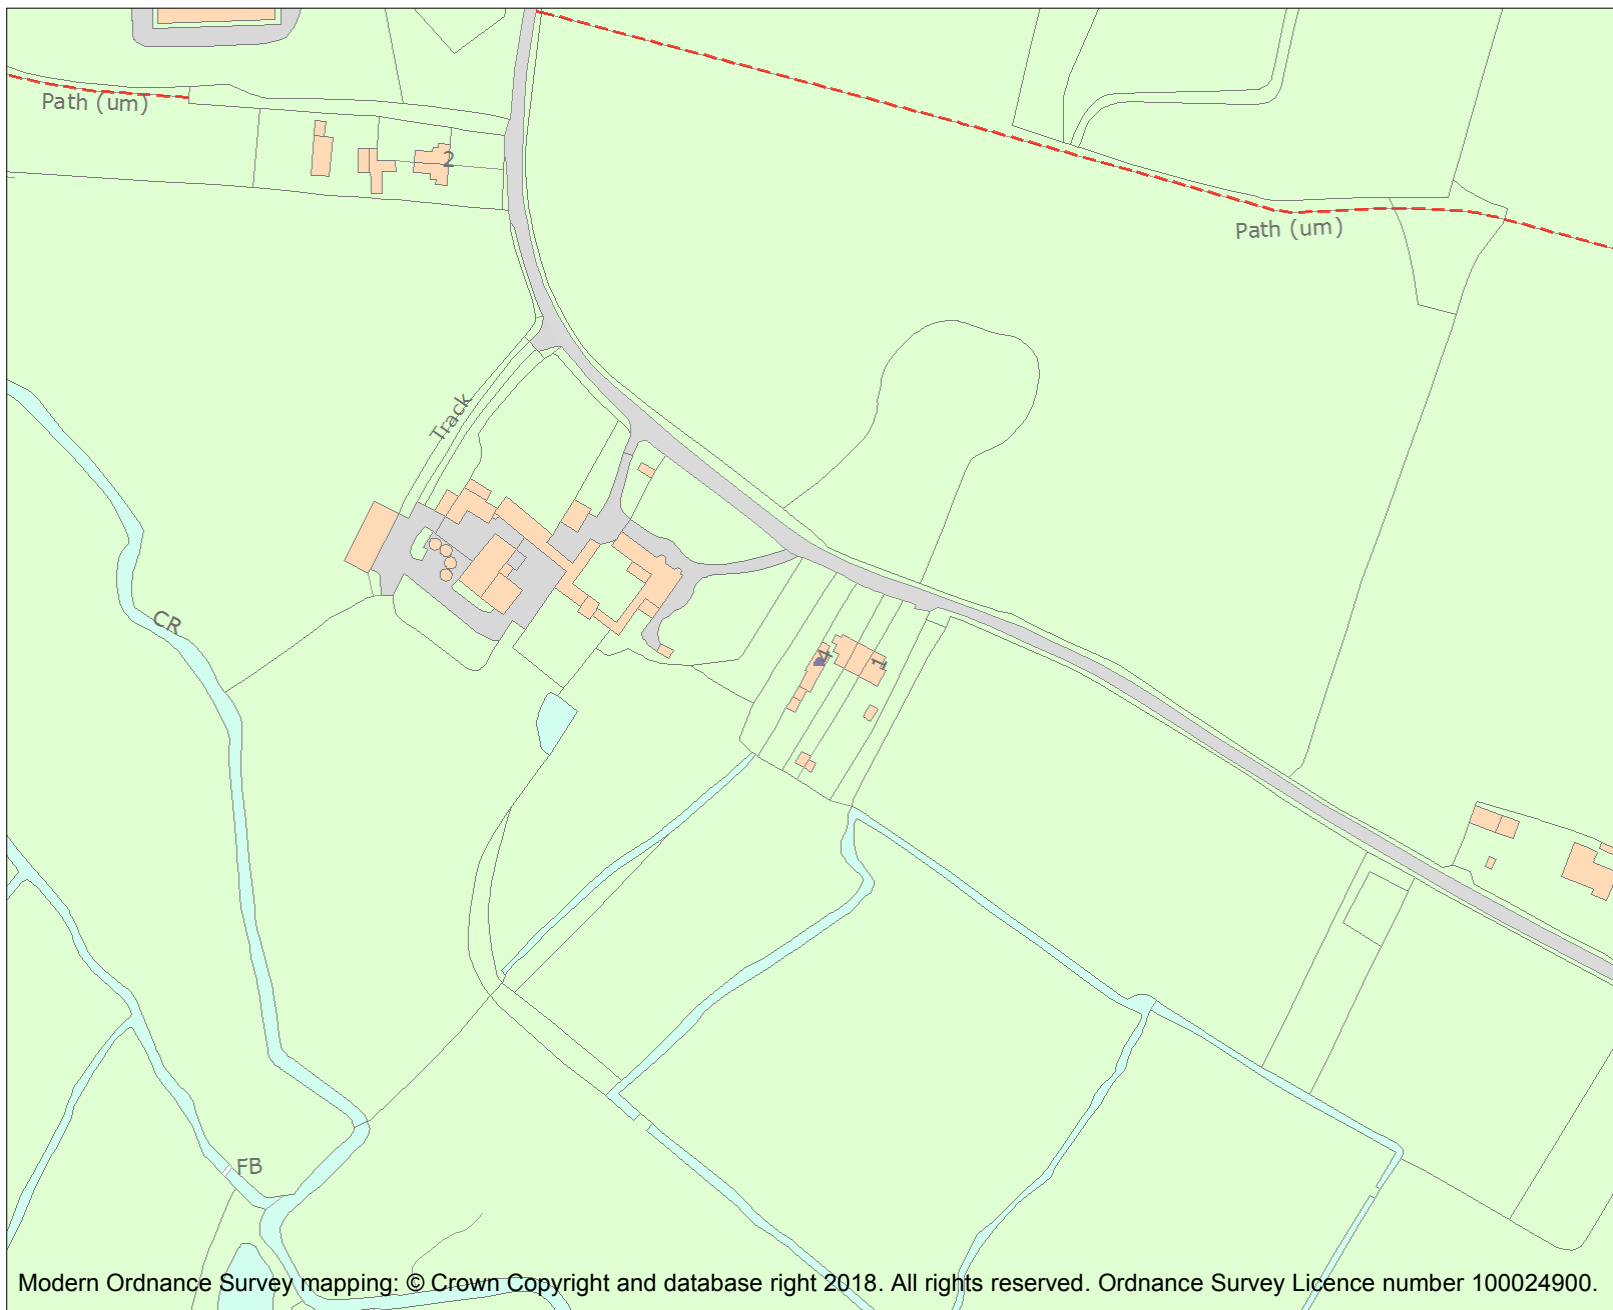 Path (um)
2
Path (um)
Track
CR
4
1
FB
Modern Ordnance Survey mapping: © Crown Copyright and database right 2018. All rights reserved. Ordnance Survey Licence number 100024900.